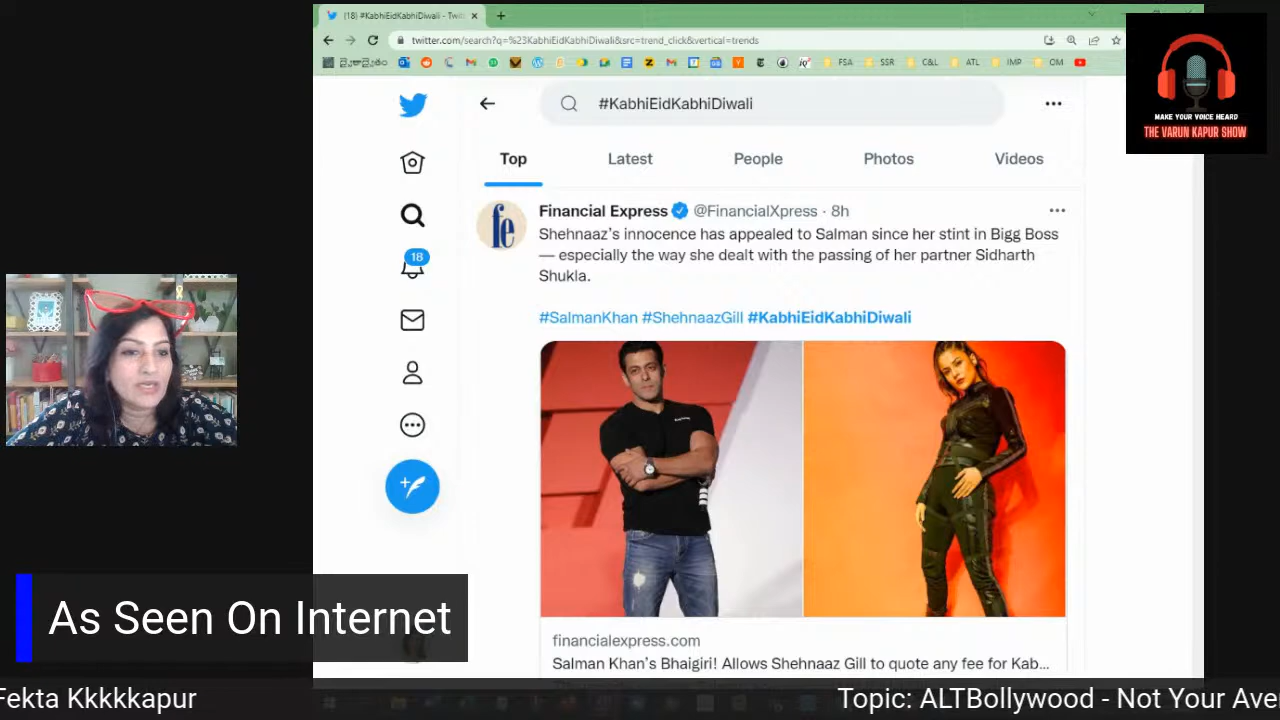 (18) #KabhiEidKabhiDiwali - Twit
twitter.com/search?q=%23KabhiEidKabhiDiwali&src=trend_click&vertical=trends
FSA SSR C&L ATL IMP OM
MAKE YOUR VOICE HEARD
THE VARUN KAPUR SHOW
#KabhiEidKabhiDiwali
Top Latest People Photos Videos
Financial Express @FinancialXpress · 8h
Shehnaaz’s innocence has appealed to Salman since her stint in Bigg Boss
— especially the way she dealt with the passing of her partner Sidharth
Shukla.
#SalmanKhan #ShehnaazGill #KabhiEidKabhiDiwali
fe
18
financialexpress.com
Salman Khan’s Bhaigiri! Allows Shehnaaz Gill to quote any fee for Kab...
As Seen On Internet
Fekta Kkkkkapur
Topic: ALTBollywood - Not Your Ave